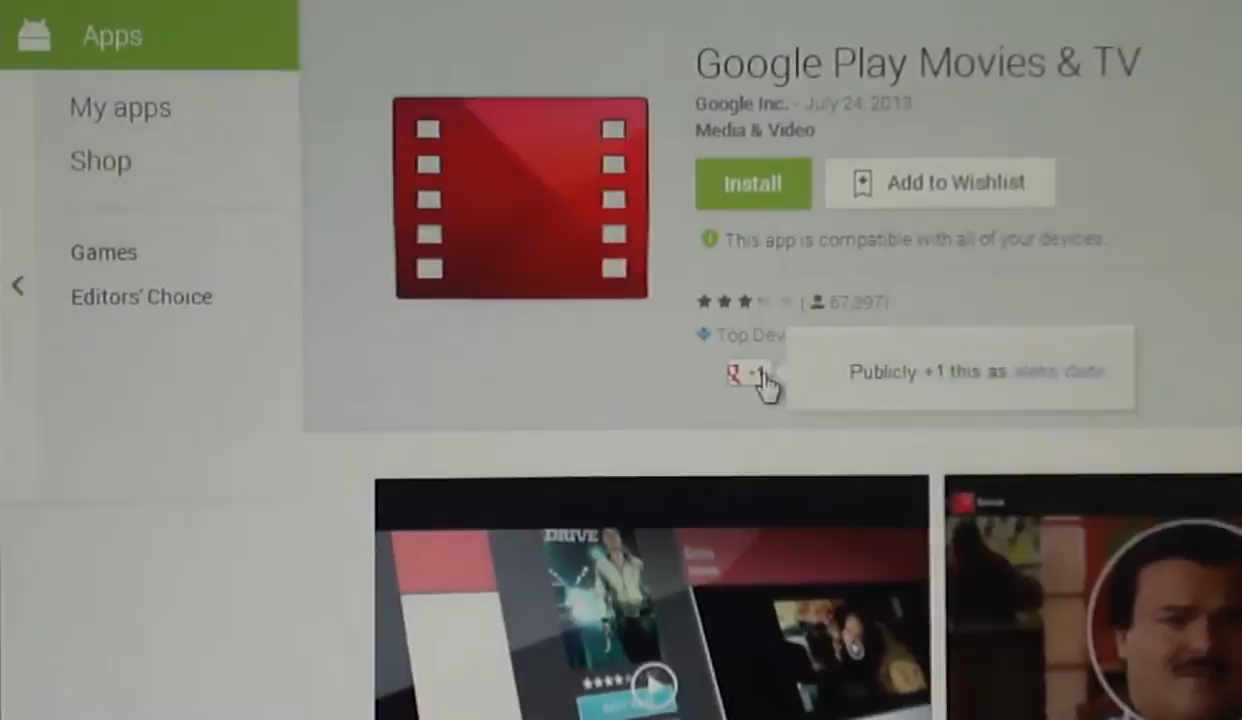 Apps
My apps
Shop
Games
Editors' Choice
Google Play Movies & TV
Google Inc. - July 24, 2013
Media & Video
Install
Add to Wishlist
This app is compatible with all of your devices.
( 67,997)
Top Dev
+1
Publicly +1 this as
DRIVE